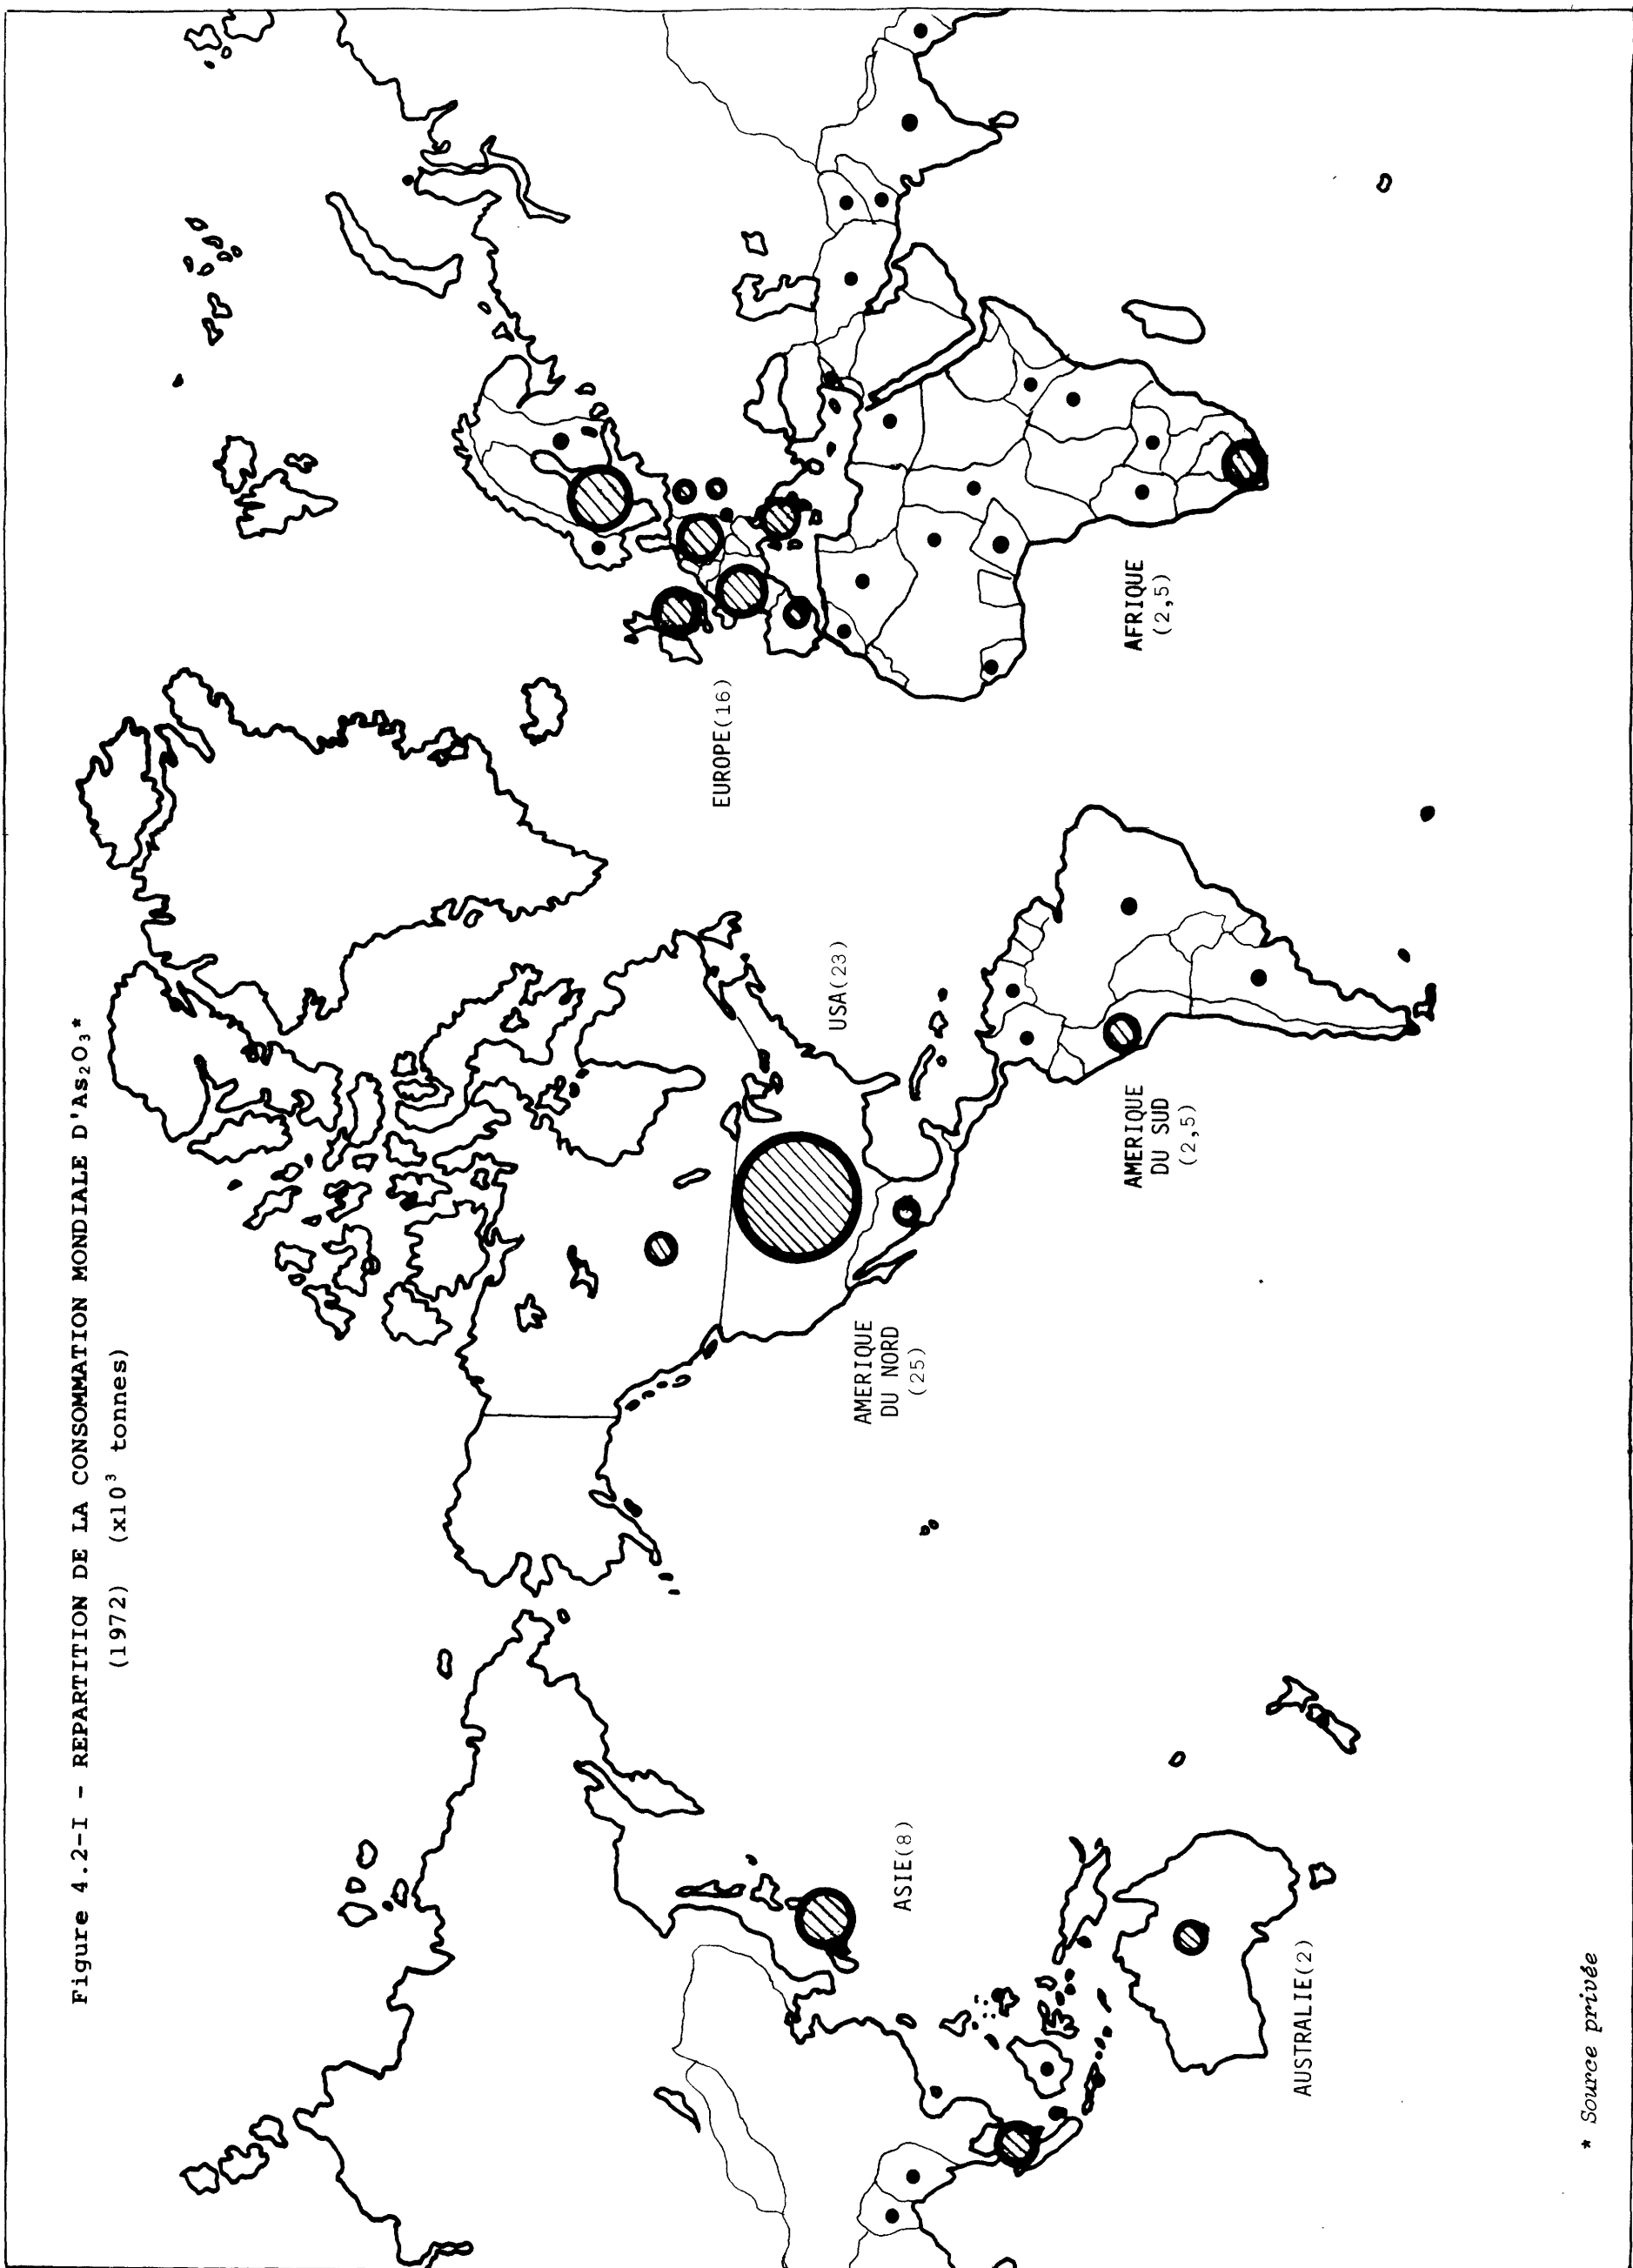 Figure 4.2-I - REPARTITION DE LA CONSOMMATION MONDIALE D'As₂O₃*
(1972) (x10³ tonnes)
EUROPE(16)
USA(23)
ASIE(8)
AMERIQUE
DU NORD
(25)
AMERIQUE
DU SUD
(2,5)
AFRIQUE
(2,5)
AUSTRALIE(2)
* Source privée